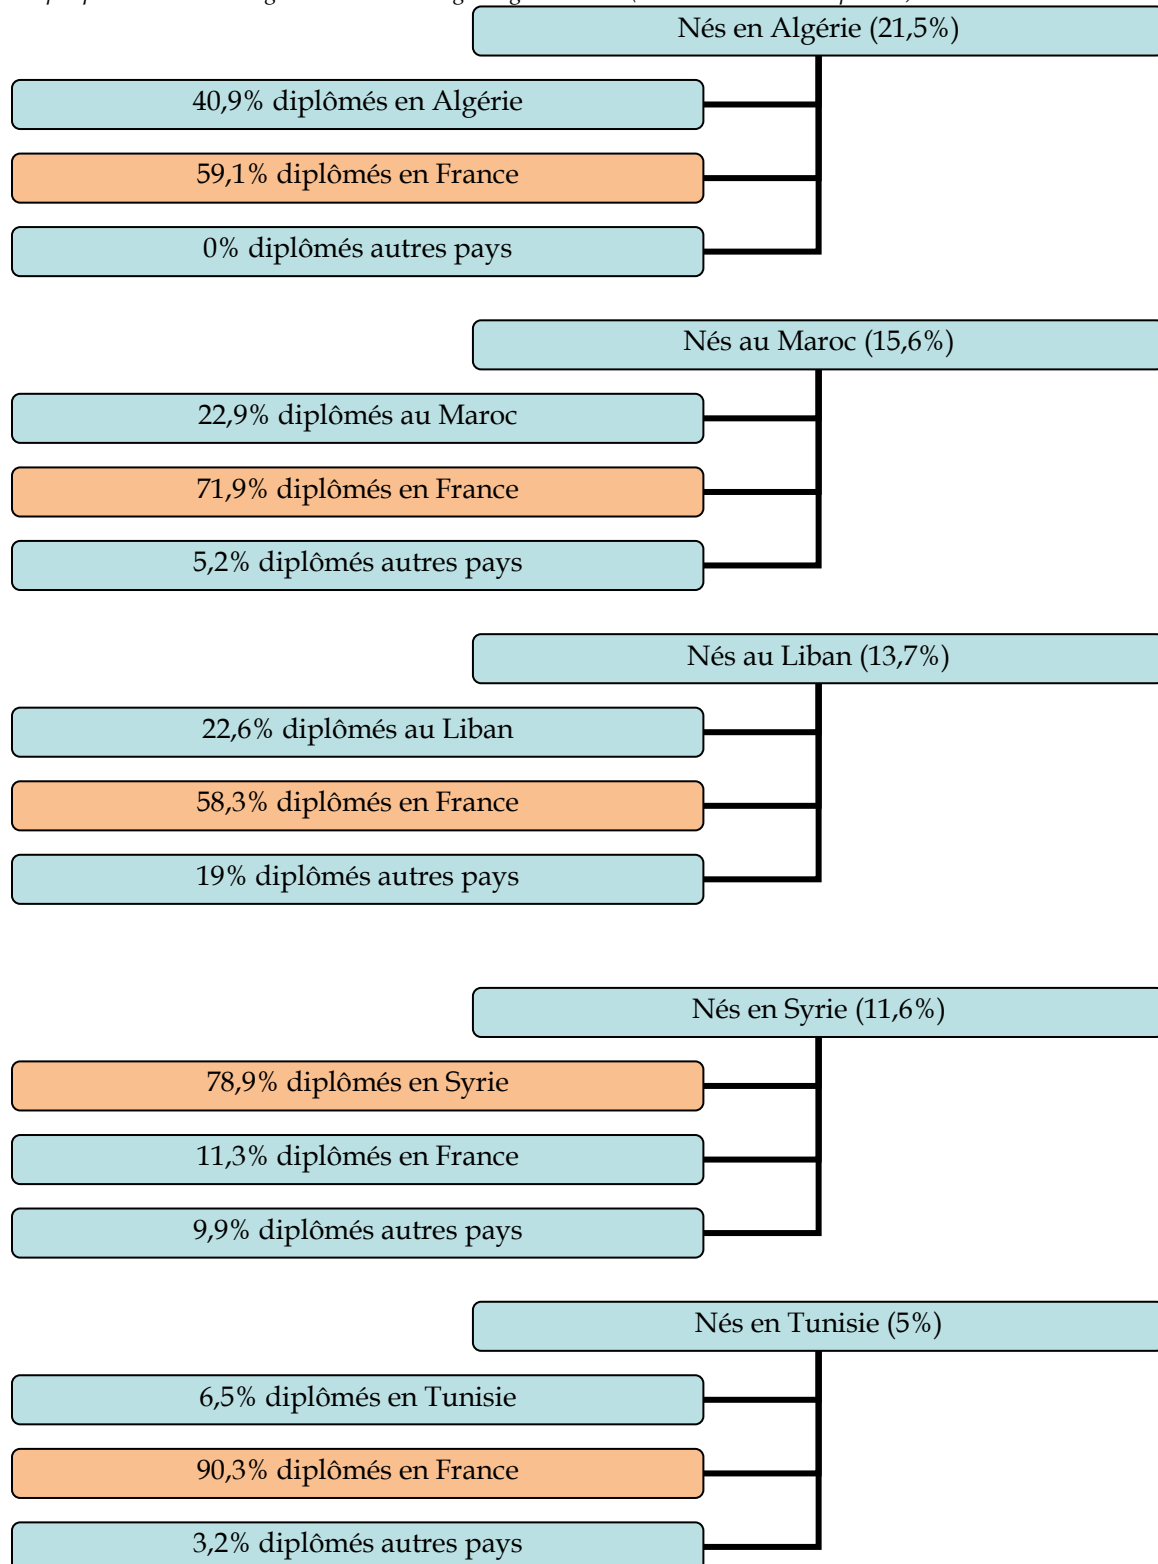 Nés en Algérie (21,5%)
40,9% diplômés en Algérie
59,1% diplômés en France
0% diplômés autres pays
Nés au Maroc (15,6%)
22,9% diplômés au Maroc
71,9% diplômés en France
5,2% diplômés autres pays
Nés au Liban (13,7%)
22,6% diplômés au Liban
58,3% diplômés en France
19% diplômés autres pays
Nés en Syrie (11,6%)
78,9% diplômés en Syrie
11,3% diplômés en France
9,9% diplômés autres pays
Nés en Tunisie (5%)
6,5% diplômés en Tunisie
90,3% diplômés en France
3,2% diplômés autres pays